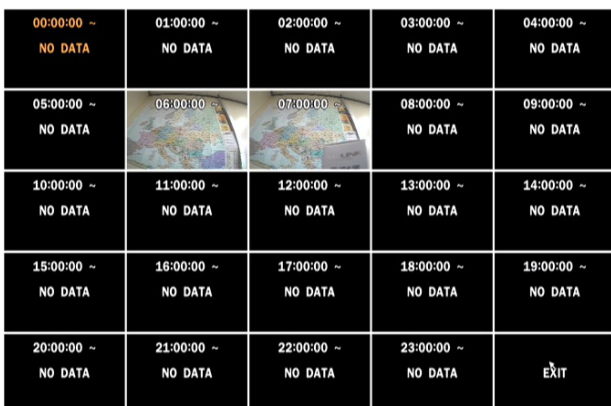 00:00:00 ~
NO DATA
01:00:00 ~
NO DATA
02:00:00 ~
NO DATA
03:00:00 ~
NO DATA
04:00:00 ~
NO DATA
05:00:00 ~
NO DATA
06:00:00 ~
07:00:00 ~
08:00:00 ~
NO DATA
09:00:00 ~
NO DATA
10:00:00 ~
NO DATA
11:00:00 ~
NO DATA
12:00:00 ~
NO DATA
13:00:00 ~
NO DATA
14:00:00 ~
NO DATA
15:00:00 ~
NO DATA
16:00:00 ~
NO DATA
17:00:00 ~
NO DATA
18:00:00 ~
NO DATA
19:00:00 ~
NO DATA
20:00:00 ~
NO DATA
21:00:00 ~
NO DATA
22:00:00 ~
NO DATA
23:00:00 ~
NO DATA
EXIT